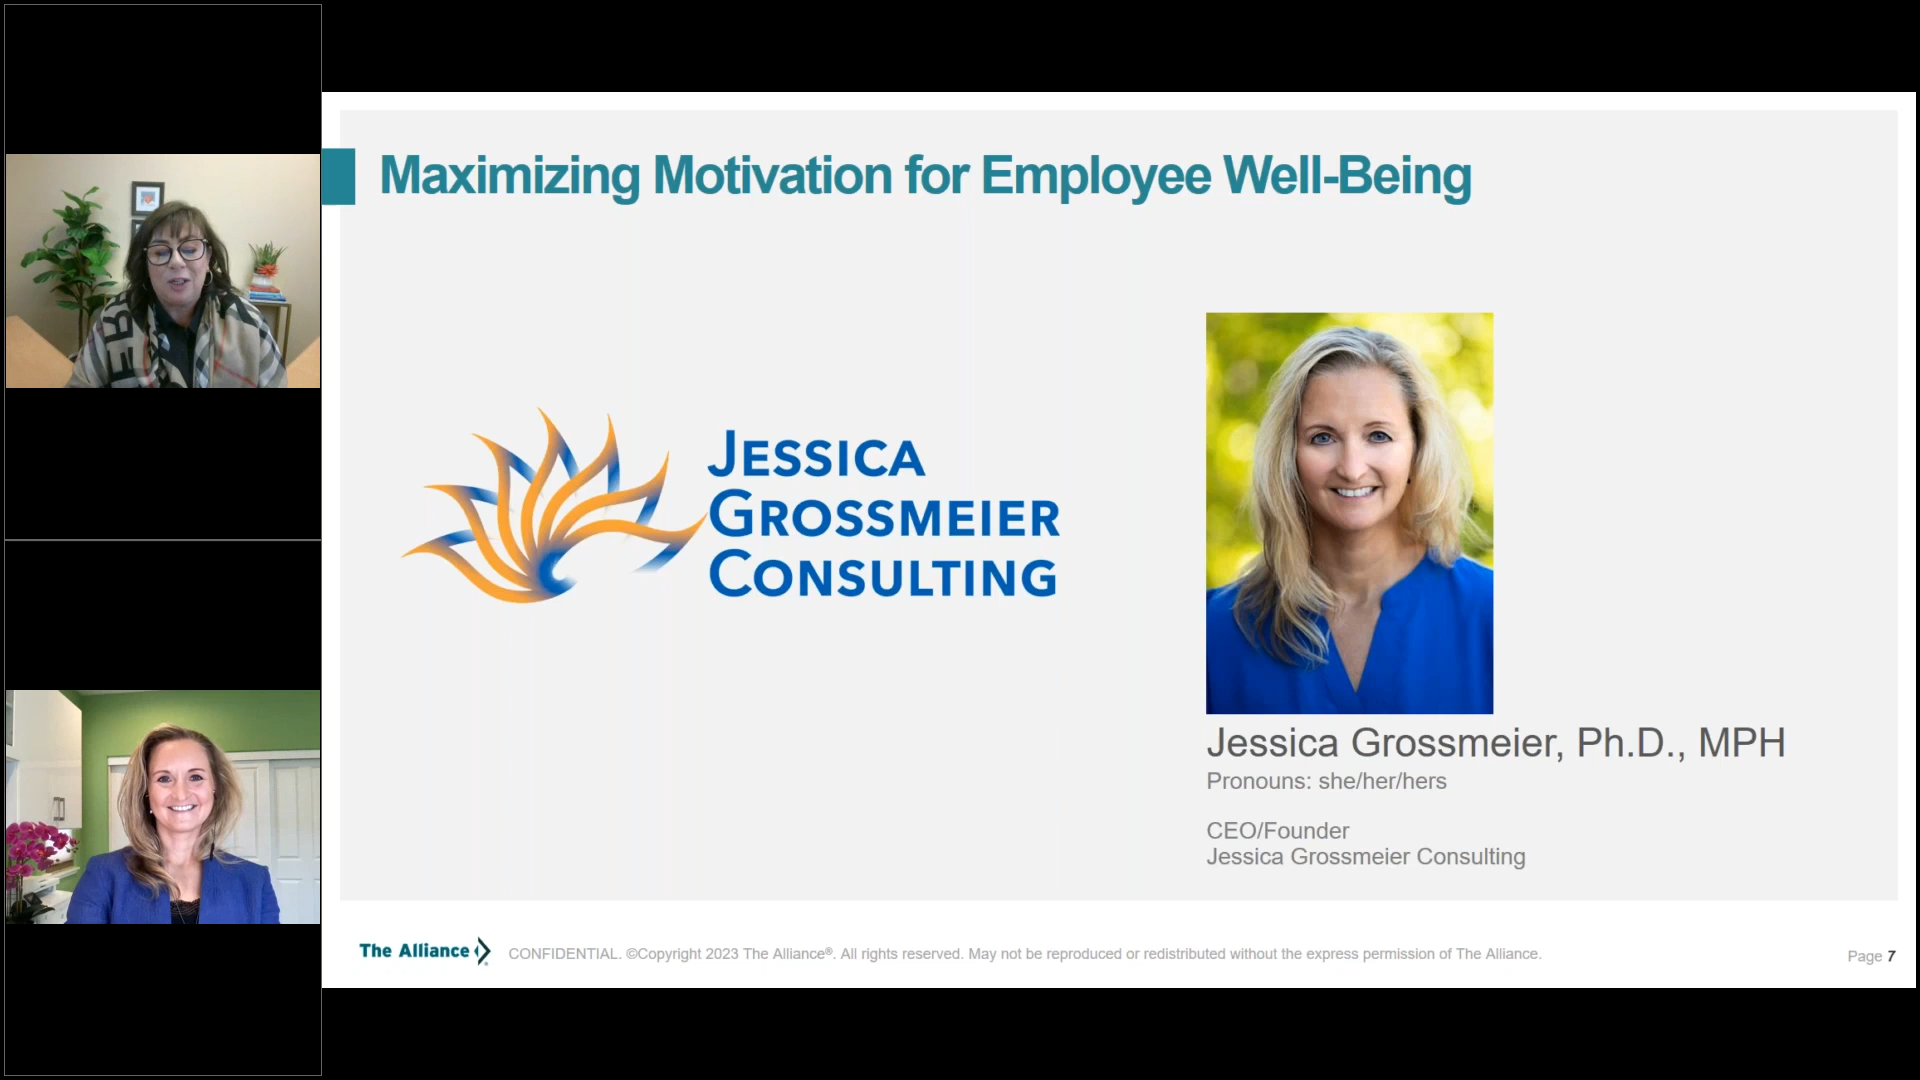 Maximizing Motivation for Employee Well-Being
JESSICA
GROSSMEIER
CONSULTING
Jessica Grossmeier, Ph.D., MPH
Pronouns: she/her/hers
CEO/Founder
Jessica Grossmeier Consulting
The Alliance
CONFIDENTIAL. ©Copyright 2023 The Alliance®. All rights reserved. May not be reproduced or redistributed without the express permission of The Alliance.
Page 7